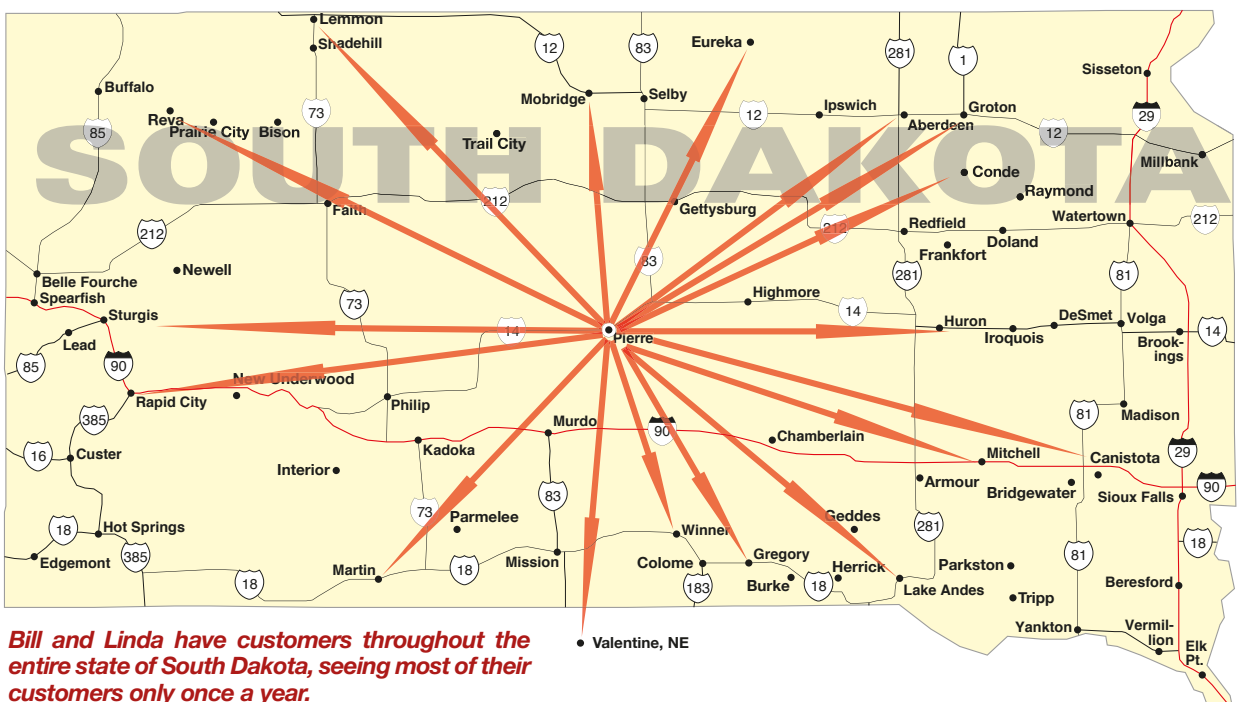 Lemmon
Shadehill
12
83
Eureka
281
1
Sisseton
Buffalo
Mobridge
Selby
Reva
Prairie City
Bison
73
Trail City
12
Ipswich
Groton
Aberdeen
29
85
12
Millbank
SOUTH DAKOTA
Conde
Raymond
Faith
212
Gettysburg
212
Redfield
Doland
Watertown
212
212
Frankfort
Newell
83
281
81
Belle Fourche
Spearfish
73
Highmore
14
Sturgis
14
Pierre
Huron
Iroquois
DeSmet
Volga
Brook-
ings
14
Lead
85
90
New Underwood
Rapid City
Philip
385
81
Madison
Murdo
90
Chamberlain
16
Custer
Kadoka
Mitchell
Canistota
29
Interior
Armour
Bridgewater
Sioux Falls
90
83
73
Parmelee
Geddes
281
18
Hot Springs
Winner
18
385
Edgemont
18
Martin
18
Mission
Colome
183
Gregory
Burke
18
Herrick
Lake Andes
Parkston
81
Beresford
Tripp
Yankton
Vermil-
lion
Elk
Pt.
Valentine, NE
Bill and Linda have customers throughout the
entire state of South Dakota, seeing most of their
customers only once a year.